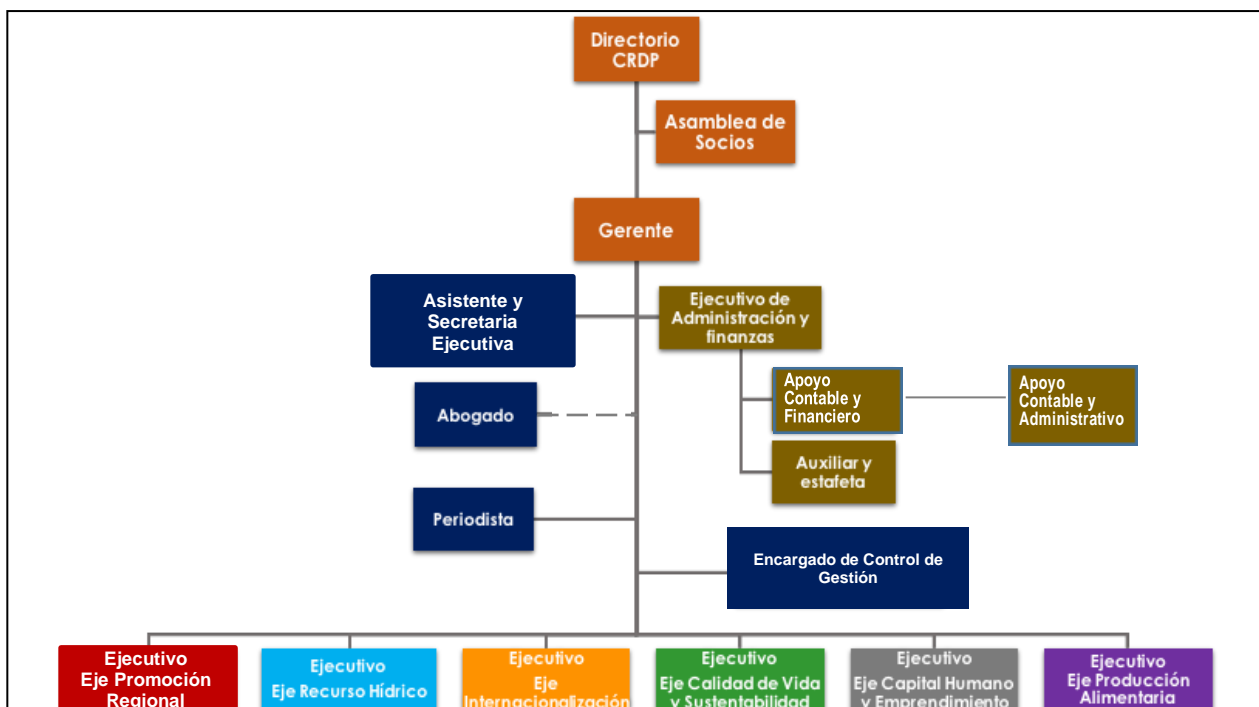 Directorio
CRDP
Asamblea de
Socios
Gerente
Asistente y
Secretaria
Ejecutiva
Ejecutivo de
Administración y
finanzas
Abogado
Apoyo
Contable y
Financiero
Apoyo
Contable y
Administrativo
Auxiliar y
estafeta
Periodista
Encargado de Control de
Gestión
Ejecutivo
Eje Promoción
Regional
Ejecutivo
Eje Recurso Hídrico
Ejecutivo
Eje
Internacionalización
Ejecutivo
Eje Calidad de Vida
y Sustentabilidad
Ejecutivo
Eje Capital Humano
y Emprendimiento
Ejecutivo
Eje Producción
Alimentaria